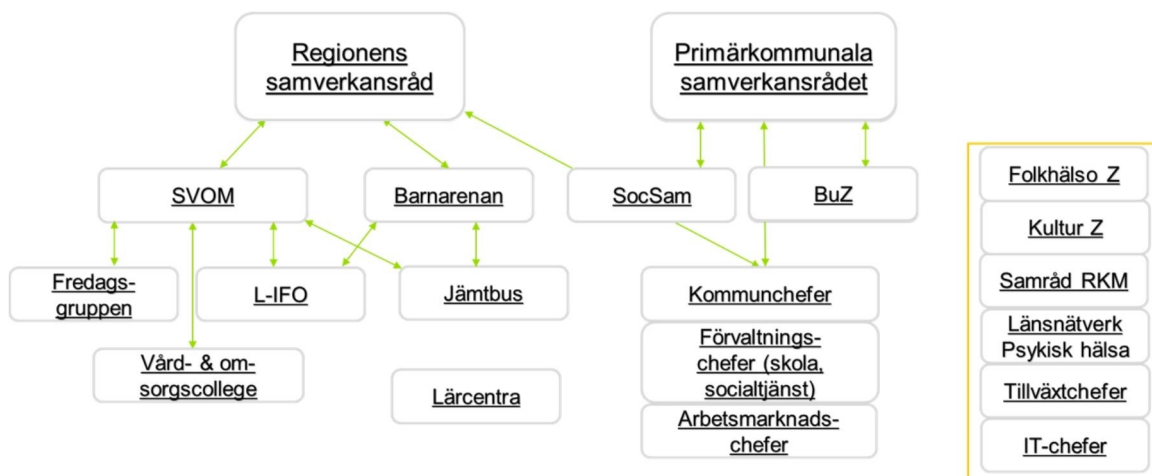 Regionens
samverkansråd
Primärkommunala
samverkansrådet
SVOM
Barnarenan
SocSam
BuZ
Fredags-
gruppen
L-IFO
Jämtbus
Kommunchefer
Vård- & om-
sorgscollege
Lärcentra
Förvaltnings-
chefer (skola,
socialtjänst)
Arbetsmarknads-
chefer
Folkhälso Z
Kultur Z
Samråd RKM
Länsnätverk
Psykisk hälsa
Tillväxtchefer
IT-chefer